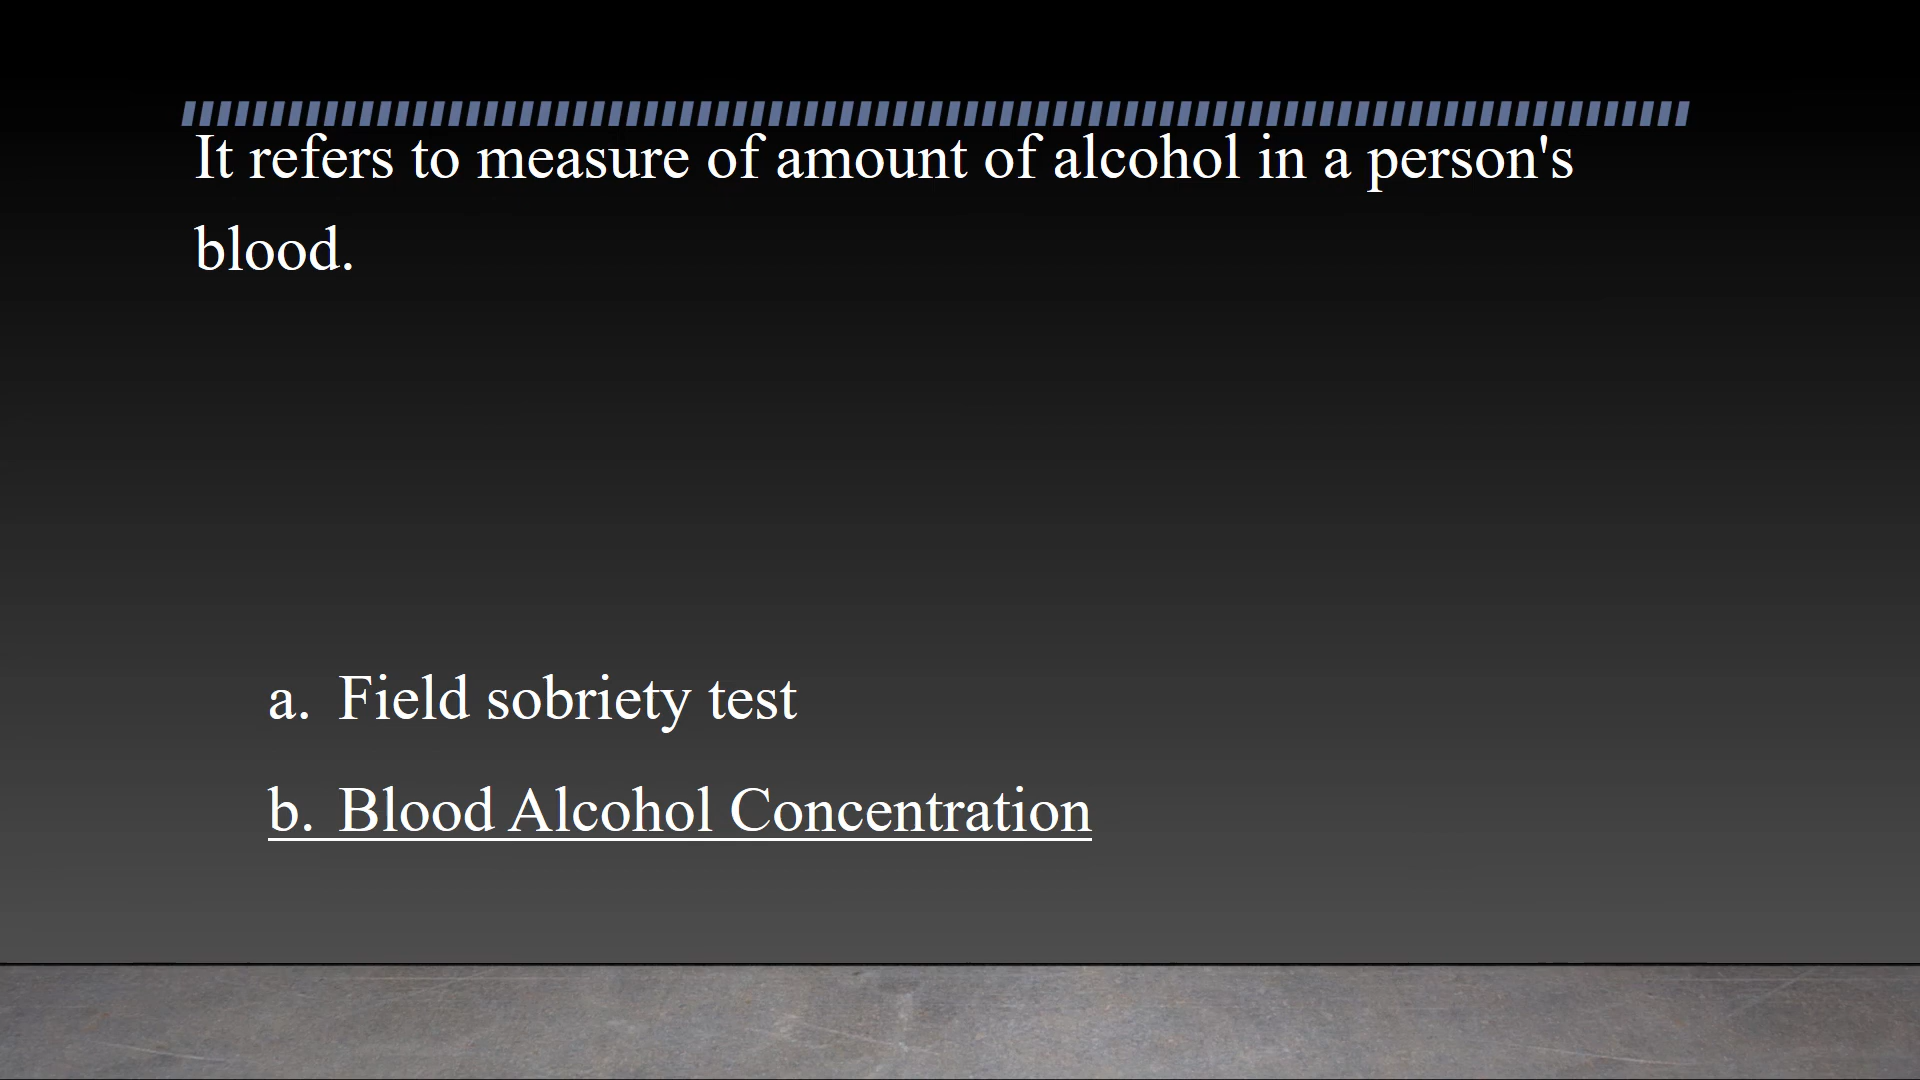 It refers to measure of amount of alcohol in a person's
blood.
a. Field sobriety test
b. Blood Alcohol Concentration